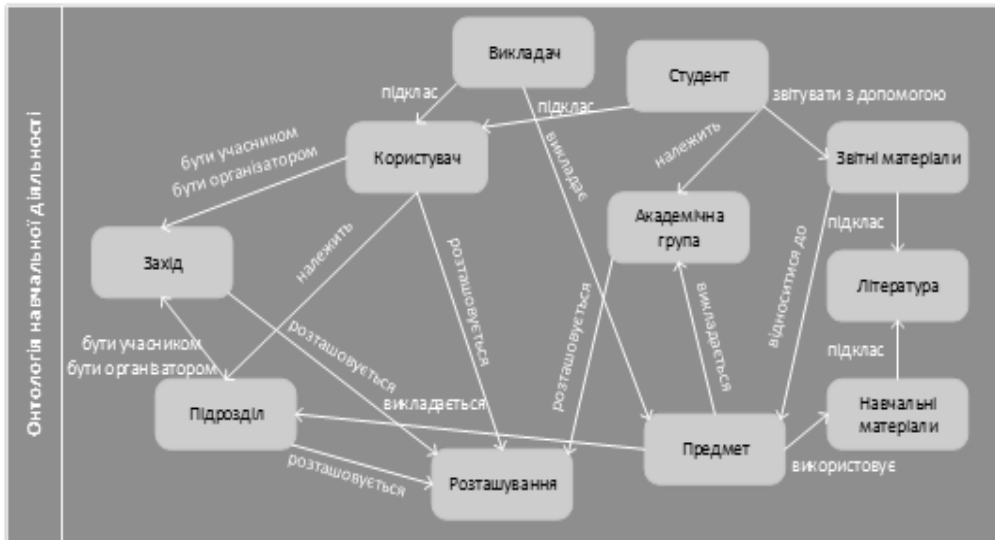 Онтологія навчальної діяльності
Викладач
Студент
підклас
підклас
звітувати з допомогою
бути учасником
бути організатором
Користувач
викладає
належить
Звітні матеріали
Академічна
група
підклас
Захід
належить
розташовується
відноситися до
Література
викладається
розташовується
розташовується
підклас
бути учасником
бути організатором
викладається
Підрозділ
Навчальні
матеріали
Предмет
використовує
розташовується
Розташування